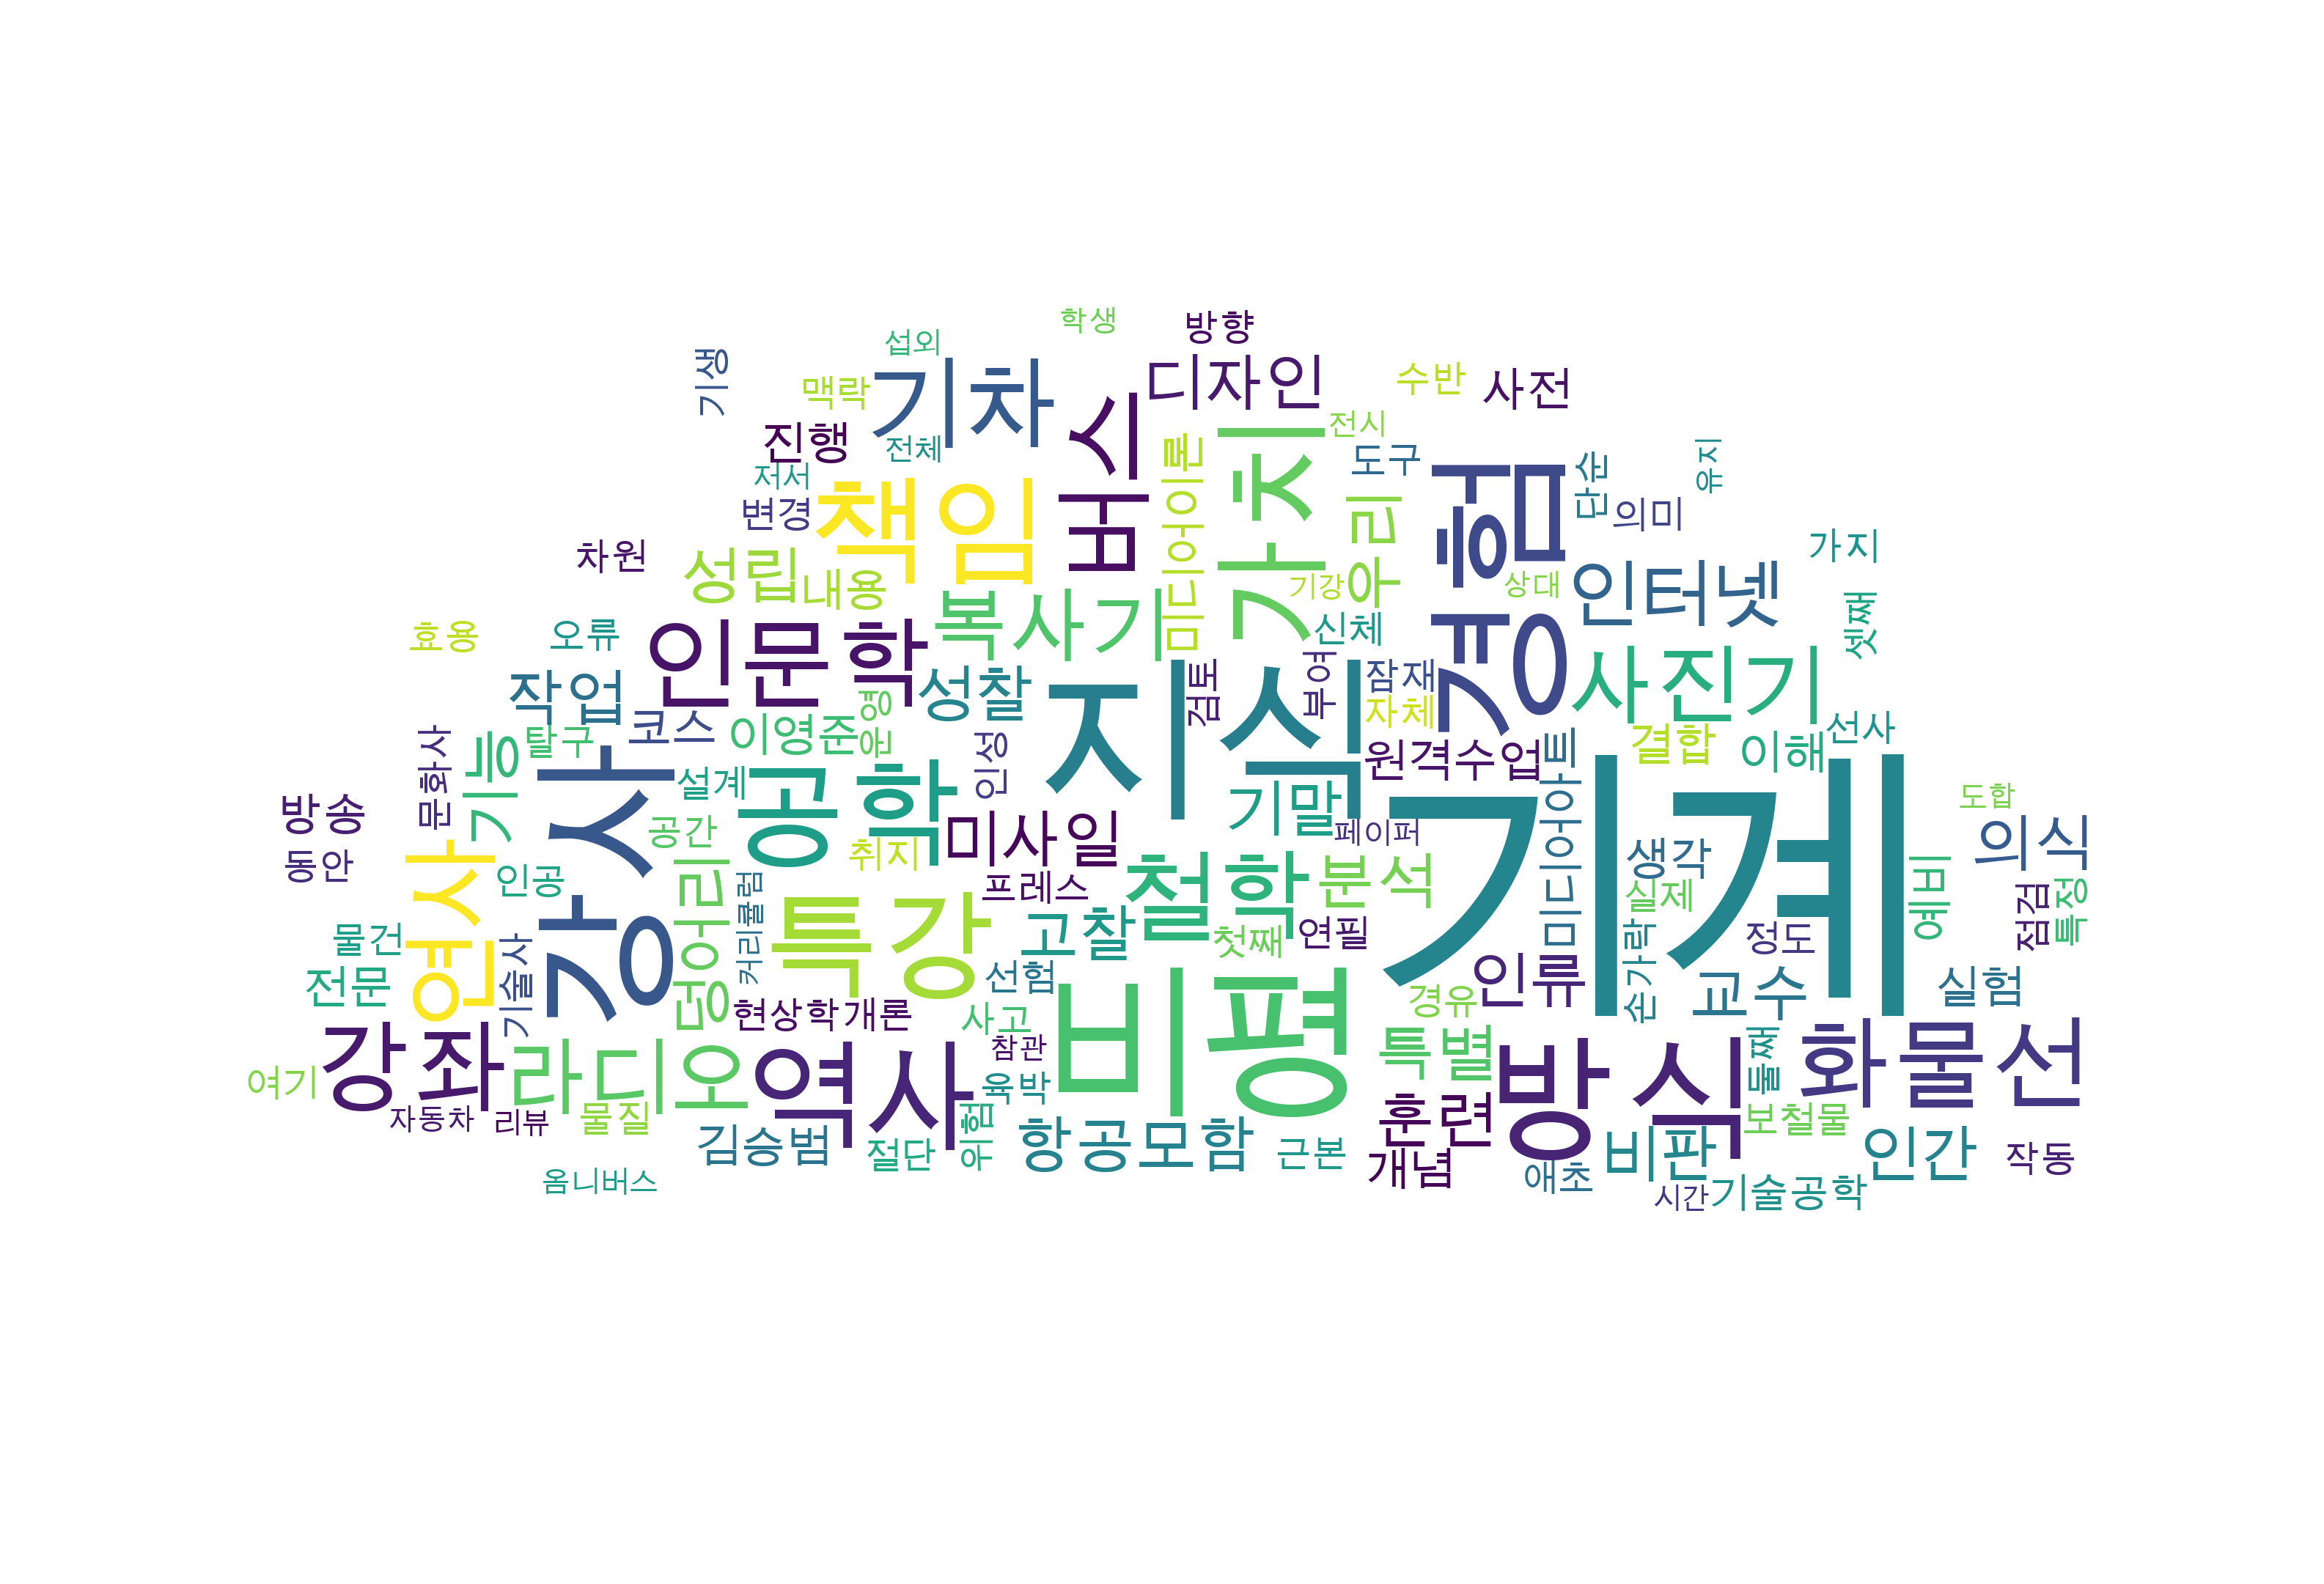 학생
방향
섭외
기생
맥락
기차
디자인
수반
사전
진행
전체
버스
전시
도구
미디어이론
가치
저서
변경
책임
우리
경험
단순
의미
유지
차원
성립
내용
복사기
기강
상대
인터넷
가지
셋째
효용
오류
인문학
신체
작업
성찰
지식
검토
부여
잠재
자체
사진기
선사
코스
이영준
운영
탈구
문화사
기능
강사
설계
공학
인성
원격수업
결합
이해
미디어아트
방송
동안
연사
공간
취지
미사일
기말
페이퍼
기계
생각
실제
도합
의식
예비
점검
특정
인공
덩어리
커리큘럼
특강
프레스
고찰
철학
첫째
분석
연필
물건
전문
기술사
선험
현상학
개론
사고
참관
비평
경유
인류
손가락
정도
교수
실험
강좌
라디오
역사
육박
특별
방식
둘째
화물선
여기
자동차
리뷰
물질
김승범
절단
위험
항공모함
근본
훈련
개념
애초
비판
보철물
인간
작동
옴니버스
시간
기술공학